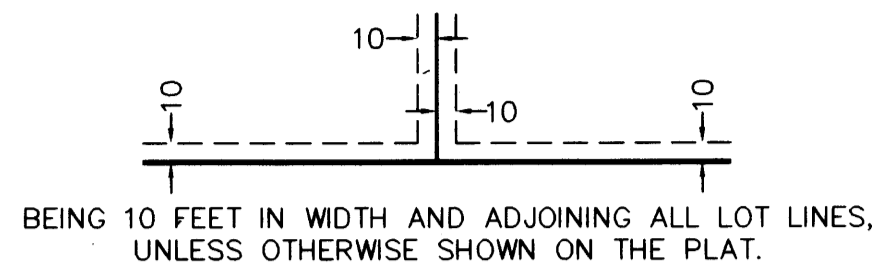 10
10
10
10
BEING 10 FEET IN WIDTH AND ADJOINING ALL LOT LINES,
UNLESS OTHERWISE SHOWN ON THE PLAT.